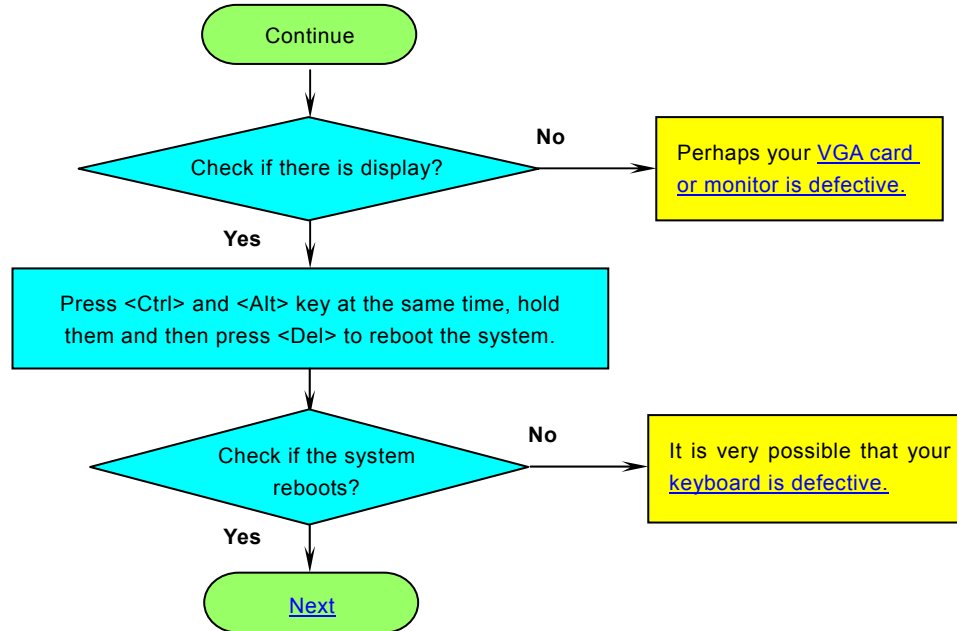 Continue
Check if there is display?
No
Perhaps your VGA card
or monitor is defective.
Yes
Press <Ctrl> and <Alt> key at the same time, hold
them and then press <Del> to reboot the system.
Check if the system
reboots?
No
It is very possible that your
keyboard is defective.
Yes
Next